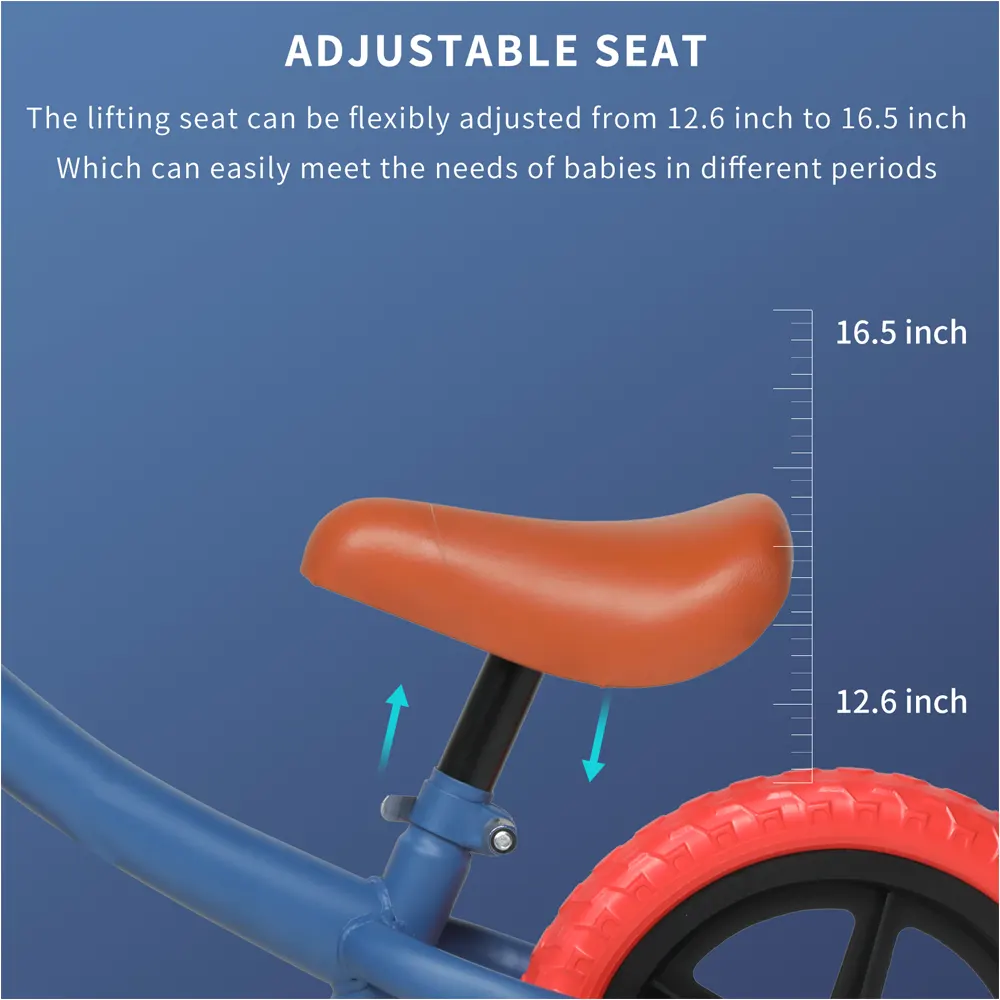 ADJUSTABLE SEAT
The lifting seat can be flexibly adjusted from 12.6 inch to 16.5 inch
Which can easily meet the needs of babies in different periods
16.5 inch
12.6 inch